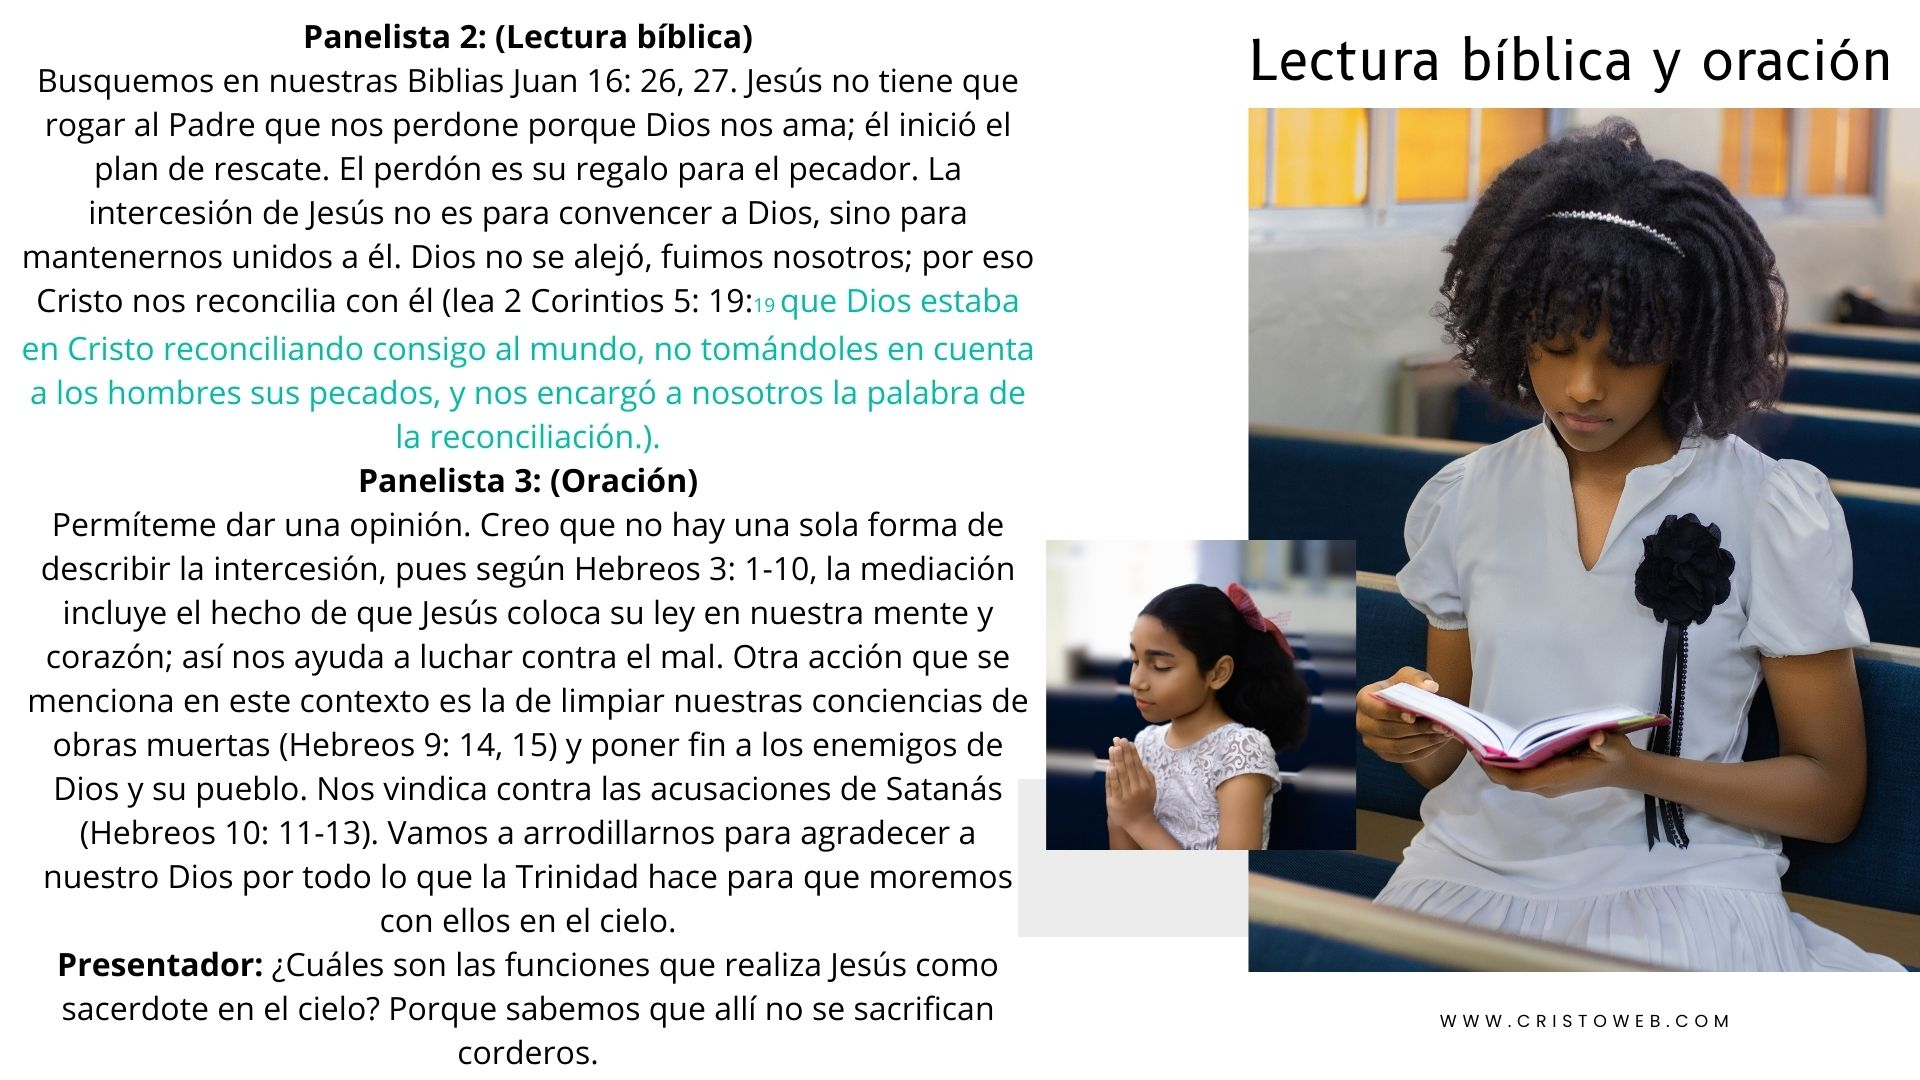 Panelista 2: (Lectura bíblica)
Busquemos en nuestras Biblias Juan 16: 26, 27. Jesús no tiene que
rogar al Padre que nos perdone porque Dios nos ama; él inició el
plan de rescate. El perdón es su regalo para el pecador. La
intercesión de Jesús no es para convencer a Dios, sino para
mantenernos unidos a él. Dios no se alejó, fuimos nosotros; por eso
Cristo nos reconcilia con él (lea 2 Corintios 5: 19:19 que Dios estaba
en Cristo reconciliando consigo al mundo, no tomándoles en cuenta
a los hombres sus pecados, y nos encargó a nosotros la palabra de
la reconciliación.).
Panelista 3: (Oración)
Permíteme dar una opinión. Creo que no hay una sola forma de
describir la intercesión, pues según Hebreos 3: 1-10, la mediación
incluye el hecho de que Jesús coloca su ley en nuestra mente y
corazón; así nos ayuda a luchar contra el mal. Otra acción que se
menciona en este contexto es la de limpiar nuestras conciencias de
obras muertas (Hebreos 9: 14, 15) y poner fin a los enemigos de
Dios y su pueblo. Nos vindica contra las acusaciones de Satanás
(Hebreos 10: 11-13). Vamos a arrodillarnos para agradecer a
nuestro Dios por todo lo que la Trinidad hace para que moremos
con ellos en el cielo.
Presentador: ¿Cuáles son las funciones que realiza Jesús como
sacerdote en el cielo? Porque sabemos que allí no se sacrifican
corderos.
Lectura bíblica y oración
WWW.CRISTOWEB.COM